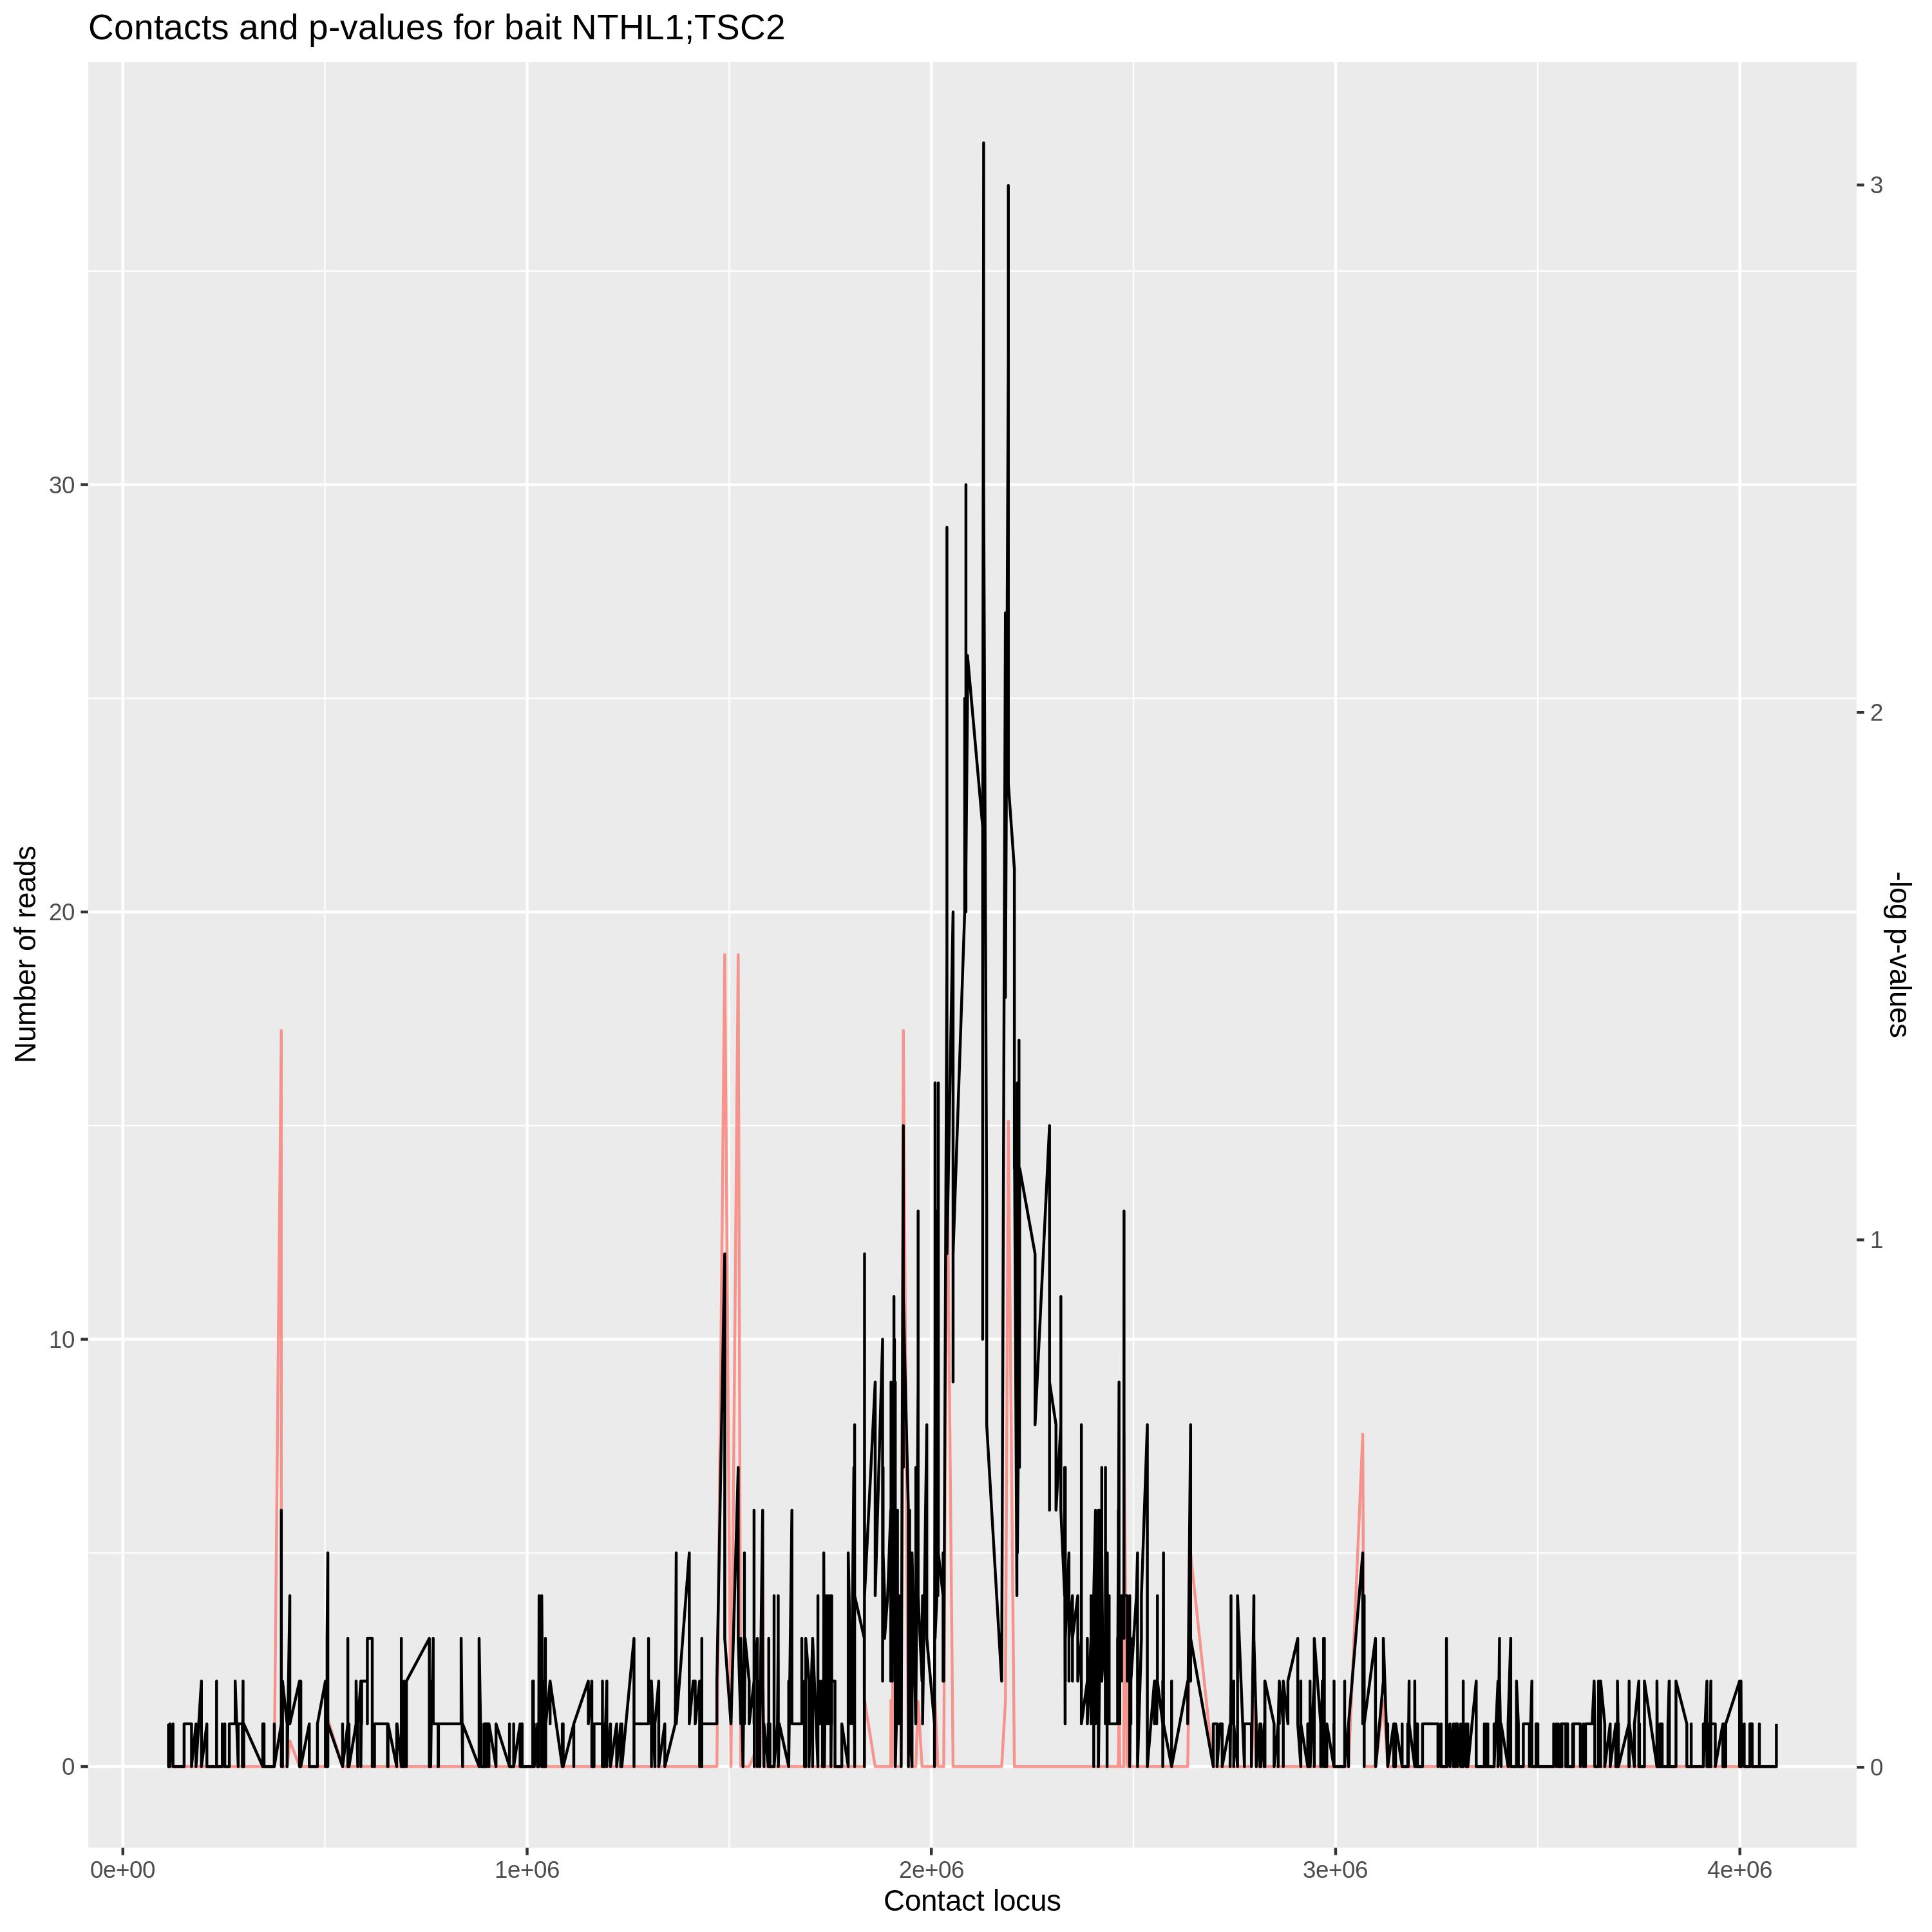 Contacts and p-values for bait NTHL1;TSC2
Number of reads
30
20
10
0
3
2
1
0
-log p-values
0e+00 1e+06 2e+06 3e+06 4e+06
Contact locus